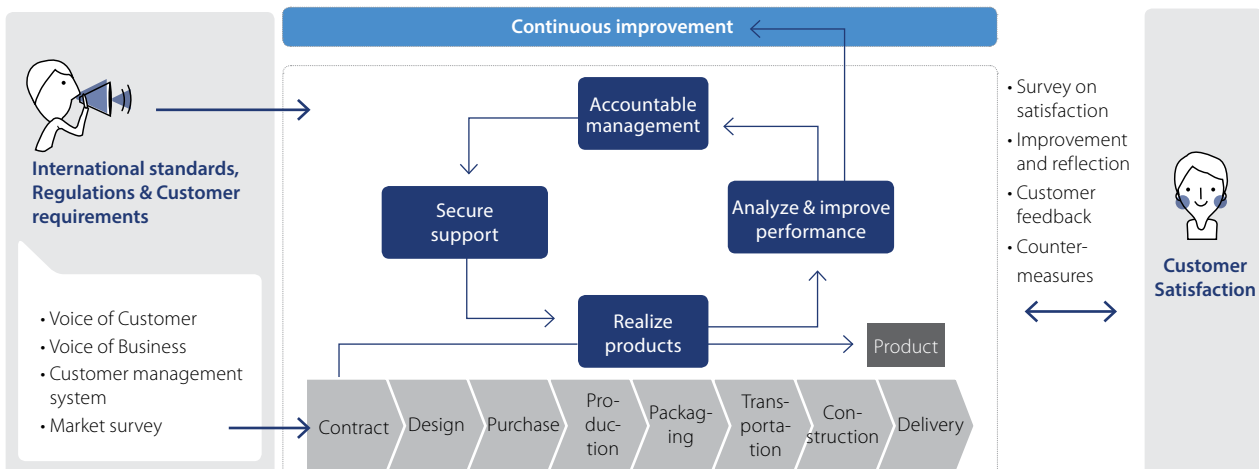 Continuous improvement
International standards,
Regulations & Customer
requirements
• Voice of Customer
• Voice of Business
• Customer management
system
• Market survey
Accountable
management
Secure
support
Analyze & improve
performance
Realize
products
Product
Contract
Design
Purchase
Pro-
duc-
tion
Packag-
ing
Trans-
porta-
tion
Con-
struction
Delivery
• Survey on
satisfaction
• Improvement
and reflection
• Customer
feedback
• Counter-
measures
Customer
Satisfaction